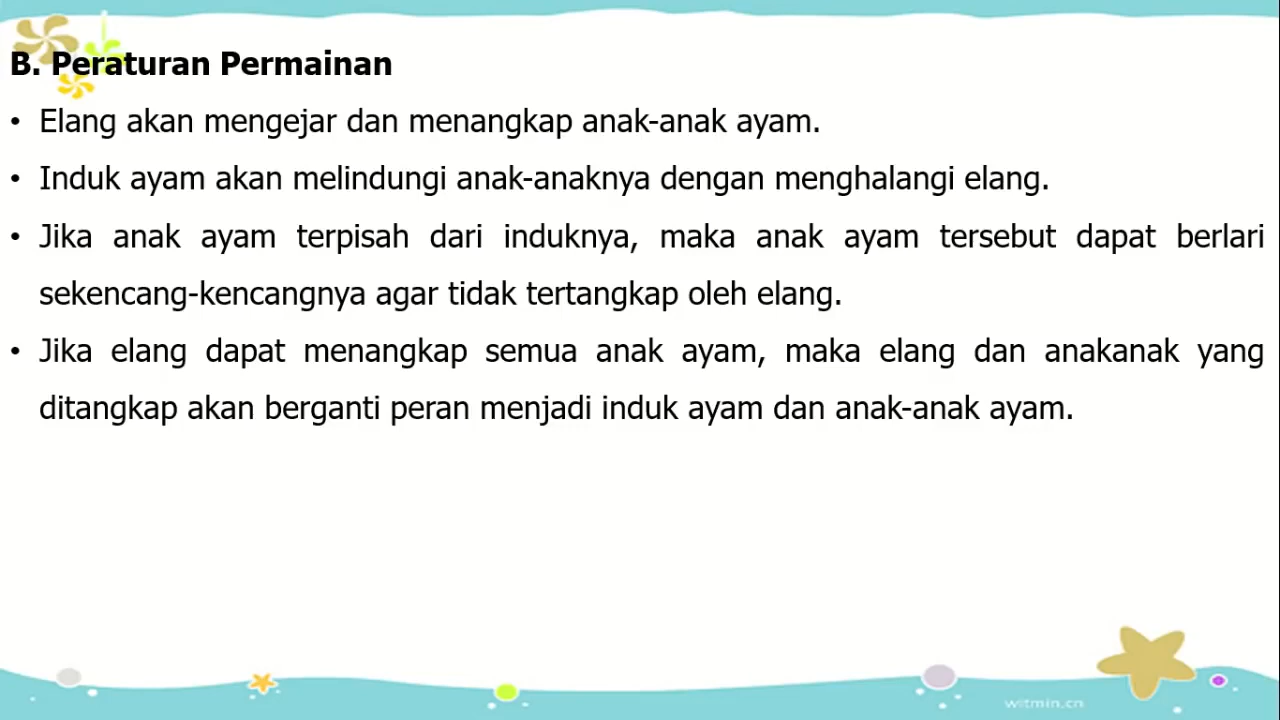 B. Peraturan Permainan
• Elang akan mengejar dan menangkap anak-anak ayam.
• Induk ayam akan melindungi anak-anaknya dengan menghalangi elang.
• Jika anak ayam terpisah dari induknya, maka anak ayam tersebut dapat berlari
sekencang-kencangnya agar tidak tertangkap oleh elang.
• Jika elang dapat menangkap semua anak ayam, maka elang dan anakanak yang
ditangkap akan berganti peran menjadi induk ayam dan anak-anak ayam.
witmin.cn